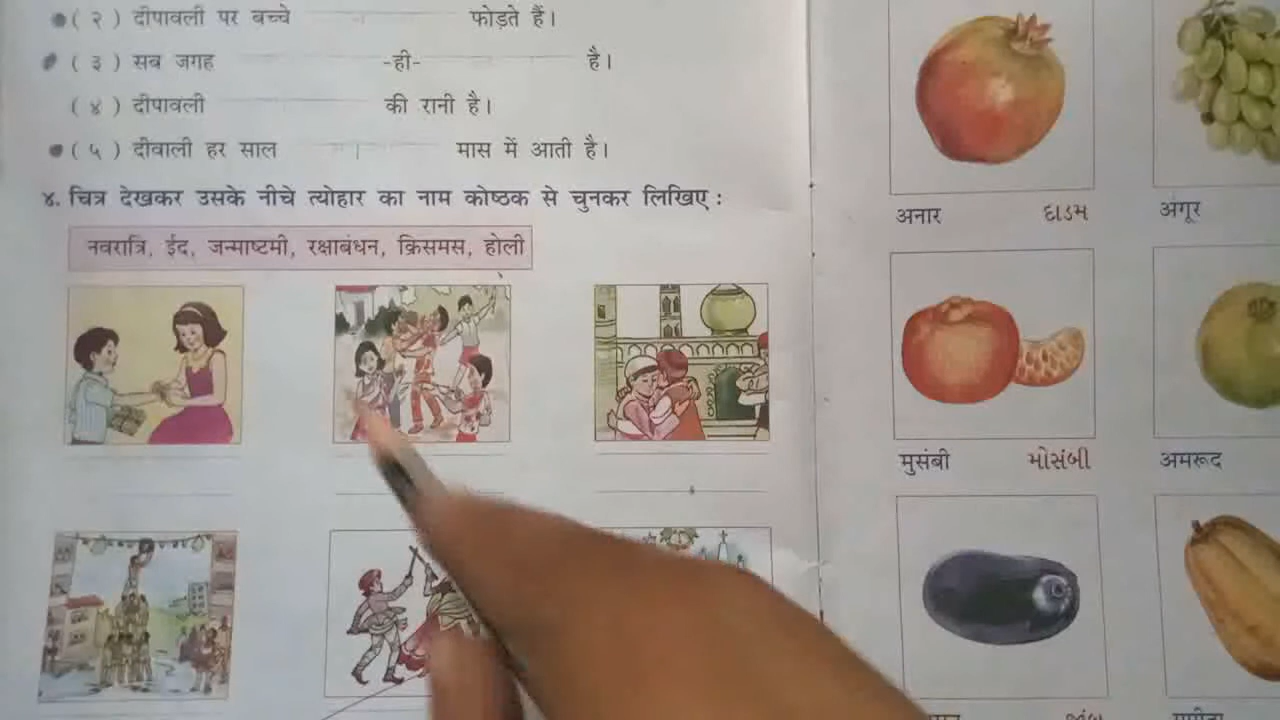 ( २ ) दीपावली पर बच्चे फोड़ते हैं।
( ३ ) सब जगह -ही- है।
( ४ ) दीपावली की रानी है।
( ५ ) दीवाली हर साल मास में आती है।
४. चित्र देखकर उसके नीचे त्योहार का नाम कोष्ठक से चुनकर लिखिए :
नवरात्रि, ईद, जन्माष्टमी, रक्षाबंधन, क्रिसमस, होली
अनार દાડમ अंगूर
मुसंबी મોસંબી अमरूद